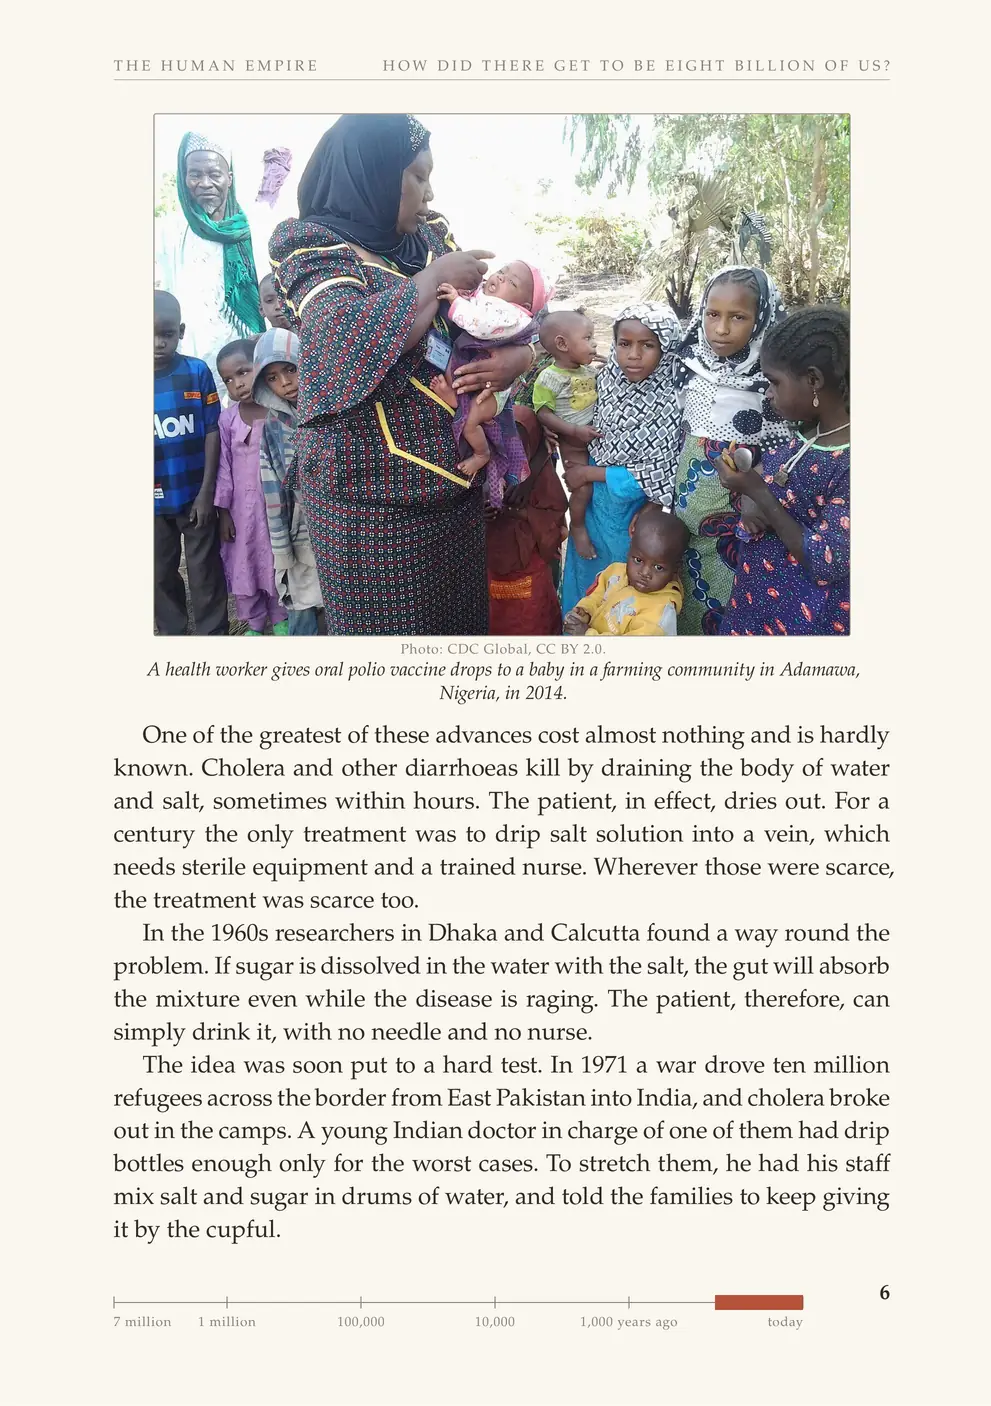 THE HUMAN EMPIRE HOW DID THERE GET TO BE EIGHT BILLION OF US?
AON
Photo: CDC Global, CC BY 2.0.
A health worker gives oral polio vaccine drops to a baby in a farming community in Adamawa,
Nigeria, in 2014.
One of the greatest of these advances cost almost nothing and is hardly
known. Cholera and other diarrhoeas kill by draining the body of water
and salt, sometimes within hours. The patient, in effect, dries out. For a
century the only treatment was to drip salt solution into a vein, which
needs sterile equipment and a trained nurse. Wherever those were scarce,
the treatment was scarce too.
In the 1960s researchers in Dhaka and Calcutta found a way round the
problem. If sugar is dissolved in the water with the salt, the gut will absorb
the mixture even while the disease is raging. The patient, therefore, can
simply drink it, with no needle and no nurse.
The idea was soon put to a hard test. In 1971 a war drove ten million
refugees across the border from East Pakistan into India, and cholera broke
out in the camps. A young Indian doctor in charge of one of them had drip
bottles enough only for the worst cases. To stretch them, he had his staff
mix salt and sugar in drums of water, and told the families to keep giving
it by the cupful.
6
7 million 1 million 100,000 10,000 1,000 years ago today